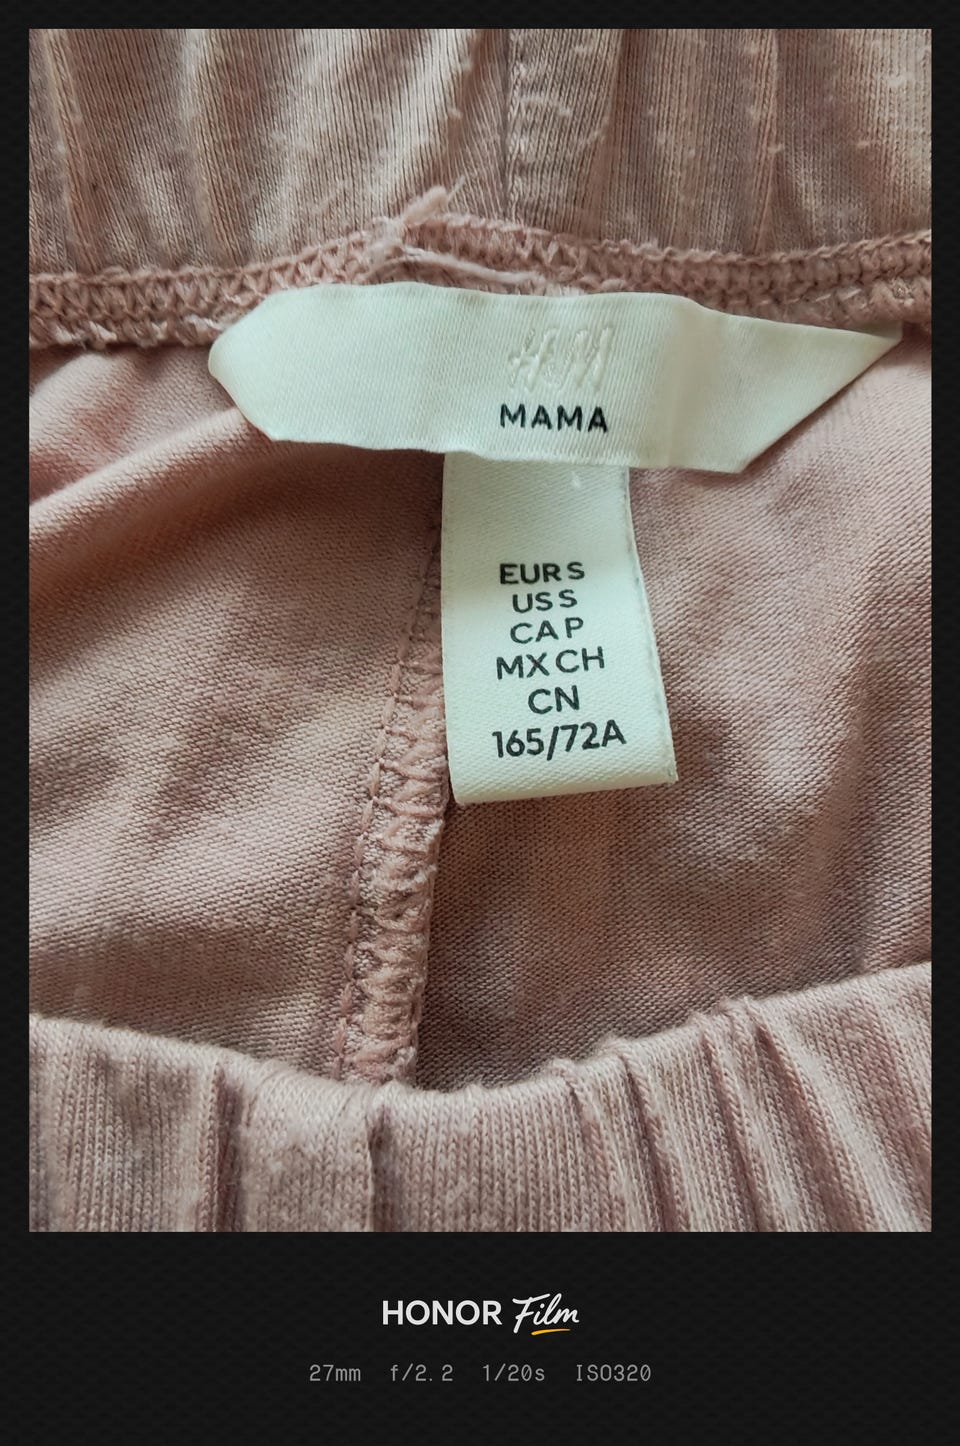 H&M
MAMA
EUR S
US S
CA P
MX CH
CN
165/72A
HONOR Film
27mm f/2.2 1/20s ISO320